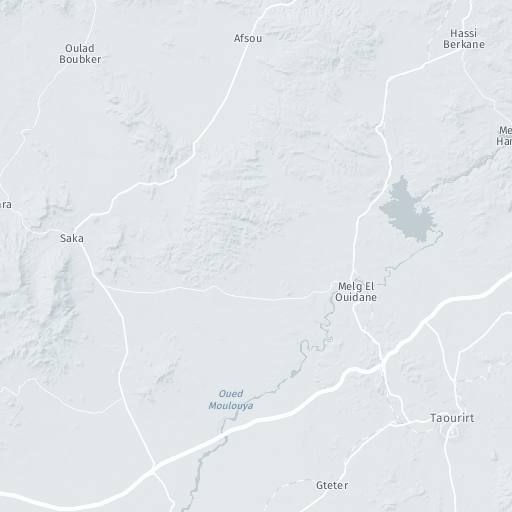 Afsou
Hassi
Berkane
Oulad
Boubker
Saka
Melg El
Ouidane
Oued
Moulouya
Taourirt
Gteter